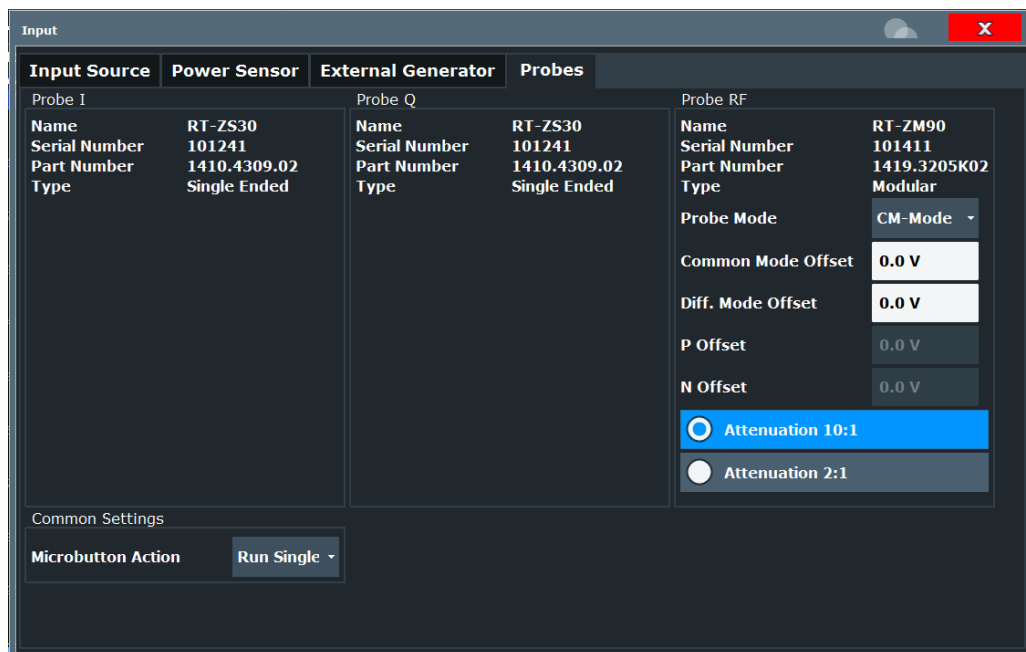 Input
X
Input Source Power Sensor External Generator Probes
Probe I
Name RT-ZS30
Serial Number 101241
Part Number 1410.4309.02
Type Single Ended
Probe Q
Name RT-ZS30
Serial Number 101241
Part Number 1410.4309.02
Type Single Ended
Probe RF
Name RT-ZM90
Serial Number 101411
Part Number 1419.3205K02
Type Modular
Probe Mode CM-Mode
Common Mode Offset 0.0 V
Diff. Mode Offset 0.0 V
P Offset 0.0 V
N Offset 0.0 V
Attenuation 10:1
Attenuation 2:1
Common Settings
Microbutton Action Run Single